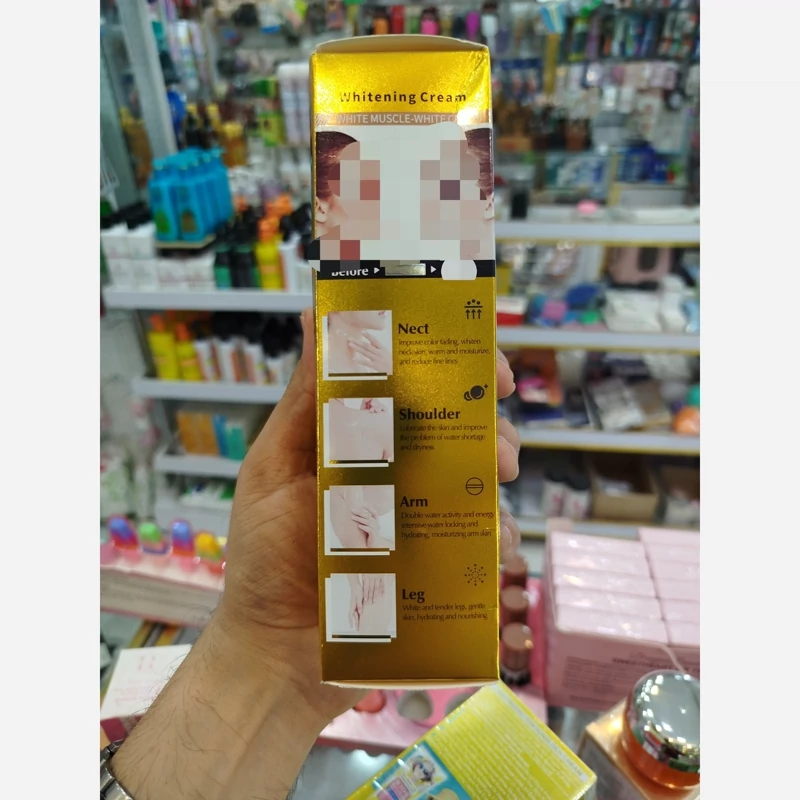 Whitening Cream
WHITE MUSCLE-WHITE
Before
Nect
Improve color fading, whiten
neck skin, warm and moisturize,
and reduce fine lines
Shoulder
Lubricate the skin and improve
the problem of water shortage
and dryness
Arm
Double water activity and energy,
intensive water locking and
hydrating, moisturizing arm skin
Leg
White and tender legs, gentle
skin, hydrating and nourishing